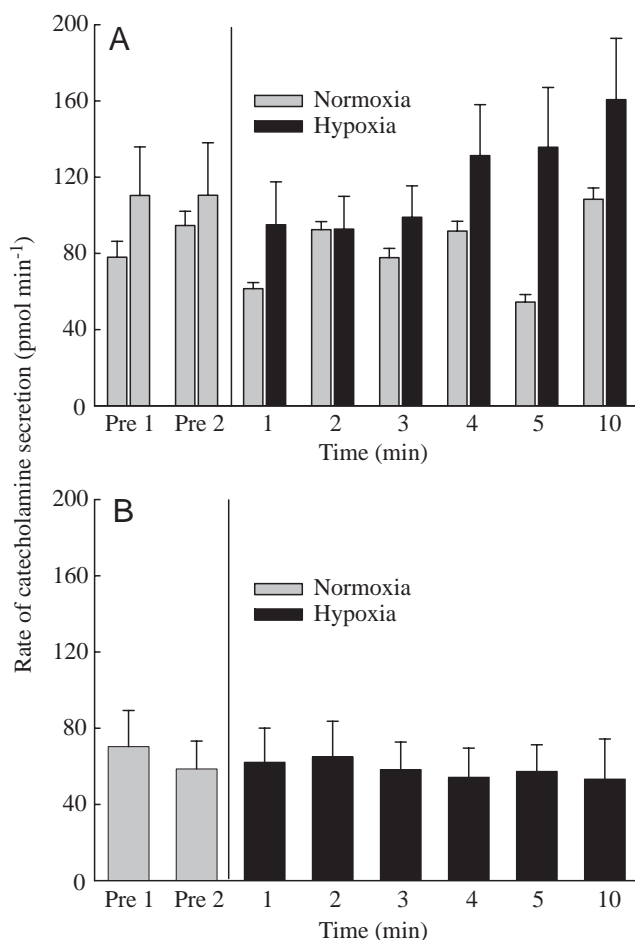 A
200
160
120
80
40
0
Normoxia
Hypoxia
Pre 1 Pre 2 1 2 3 4 5 10
Time (min)
Rate of catecholamine secretion (pmol min⁻¹)
B
200
160
120
80
40
0
Normoxia
Hypoxia
Pre 1 Pre 2 1 2 3 4 5 10
Time (min)